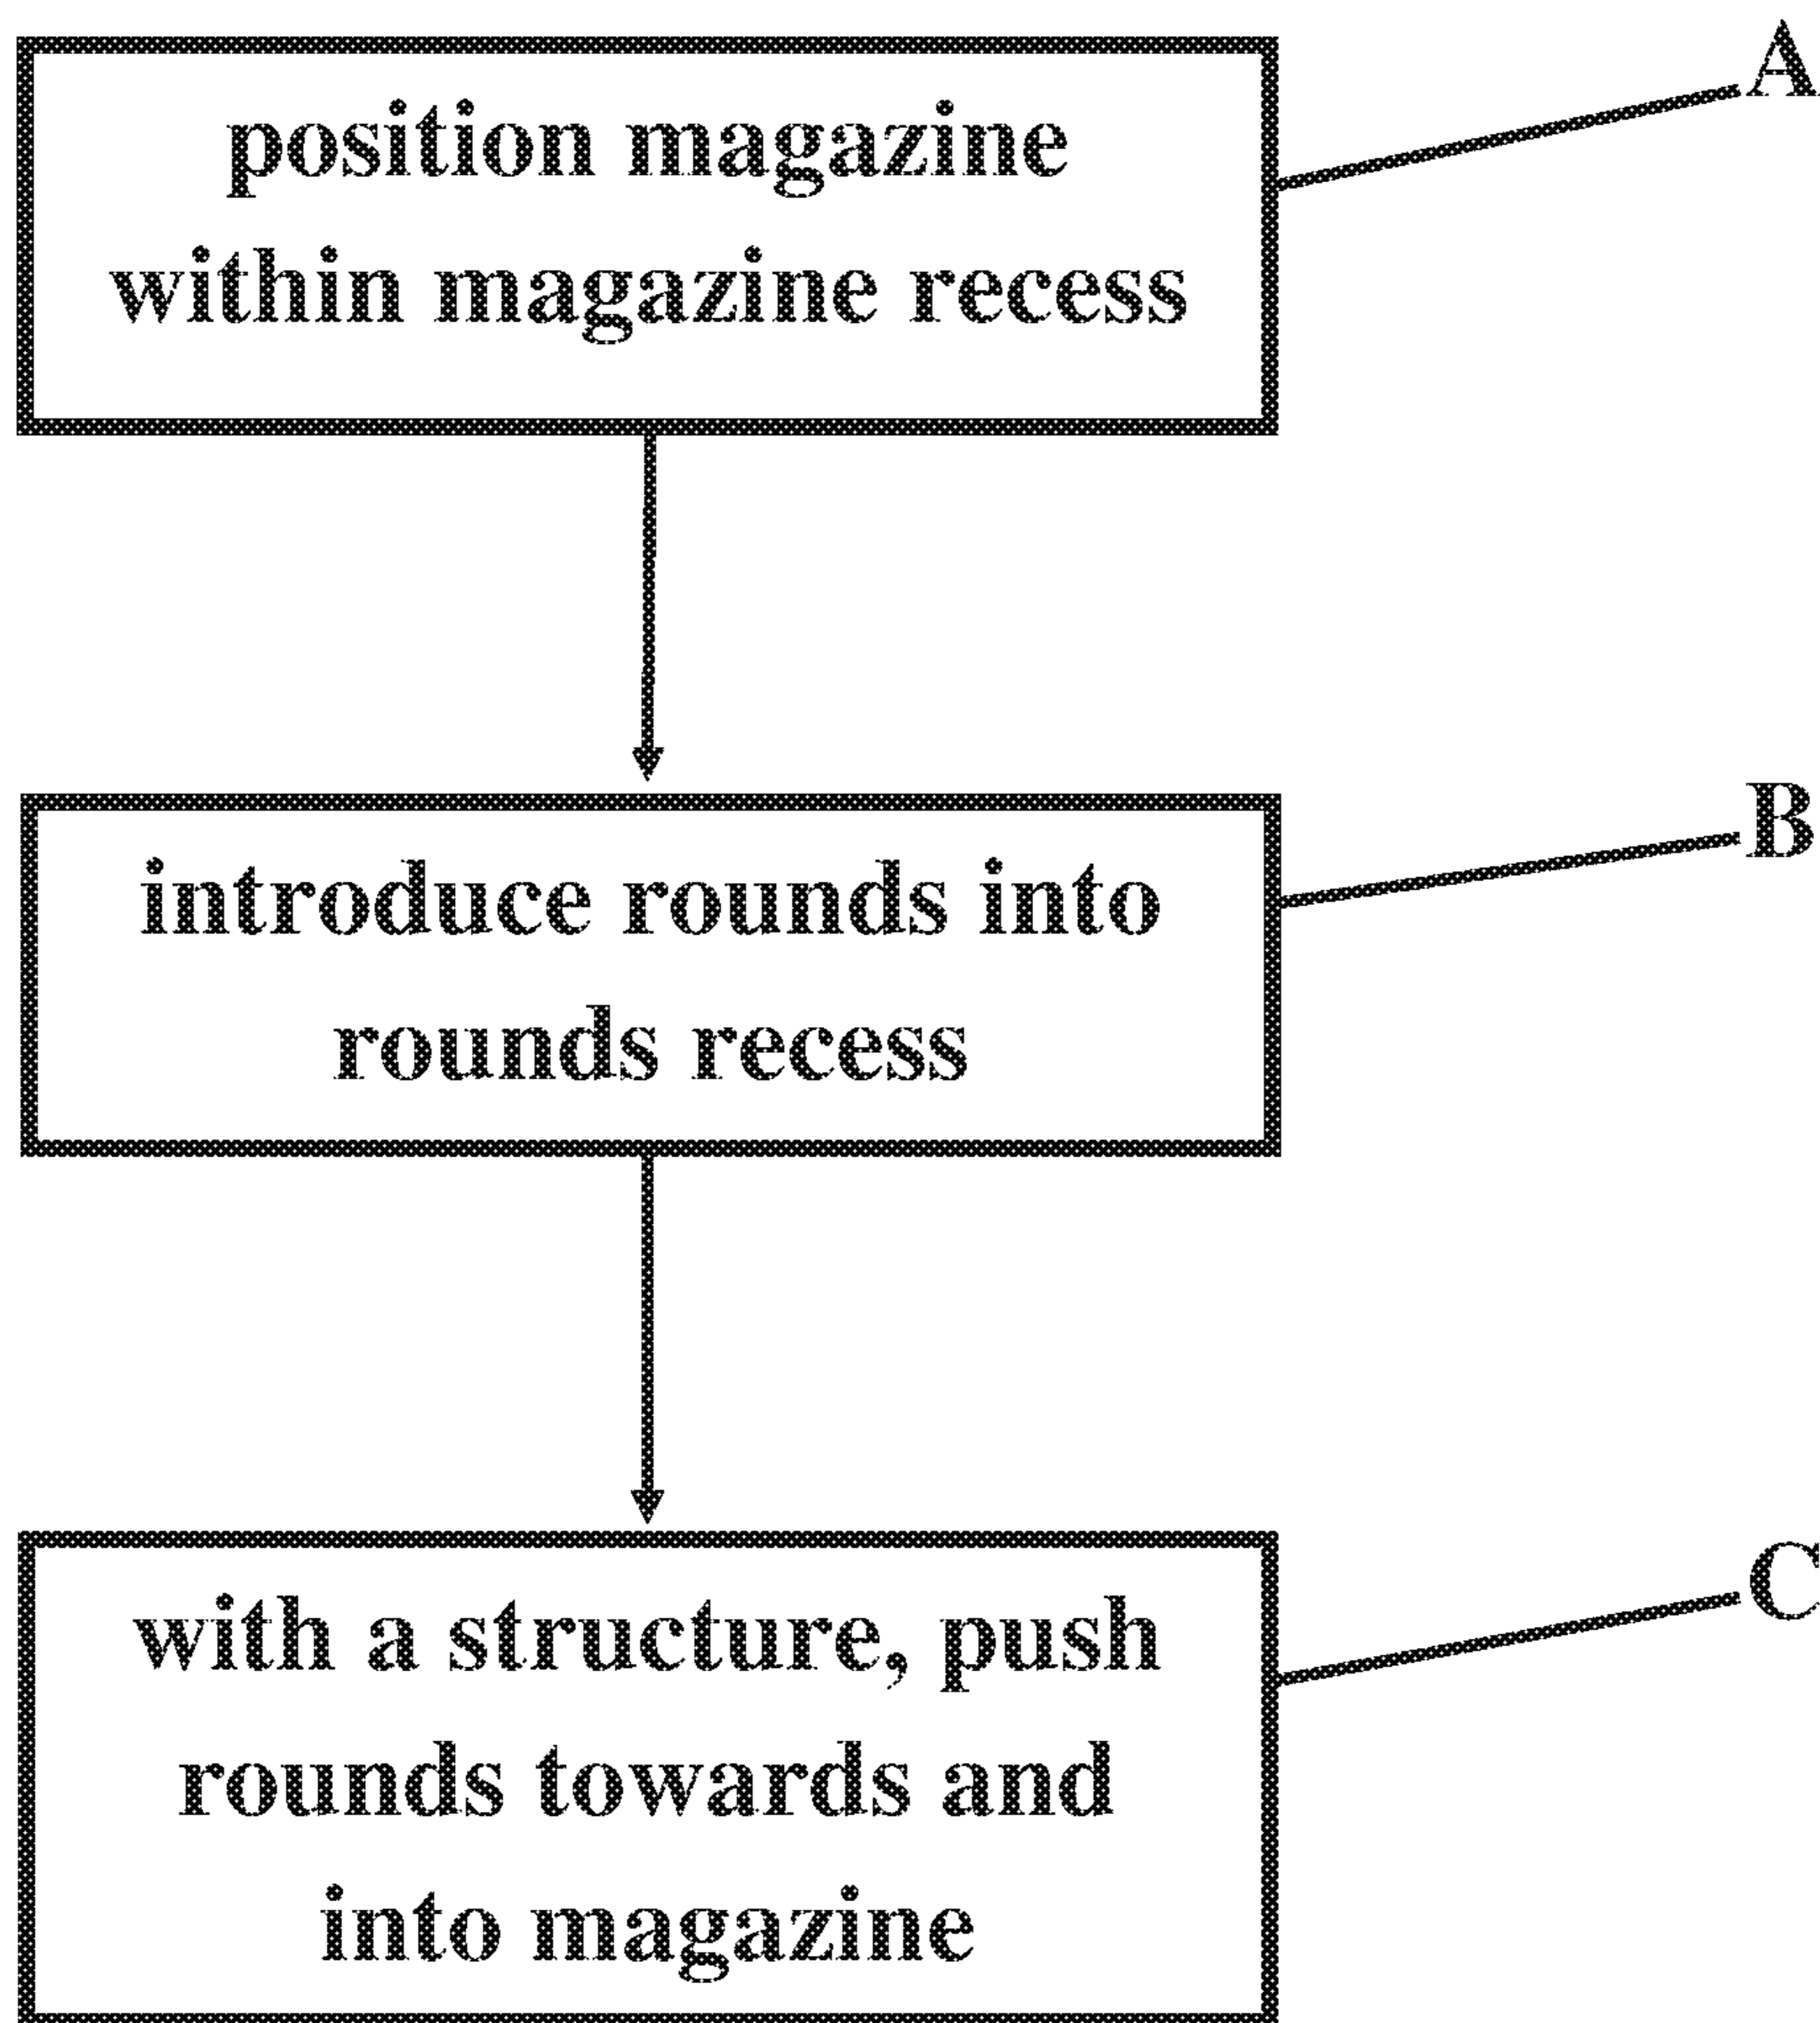 A
position magazine
within magazine recess
B
introduce rounds into
rounds recess
C
with a structure, push
rounds towards and
into magazine